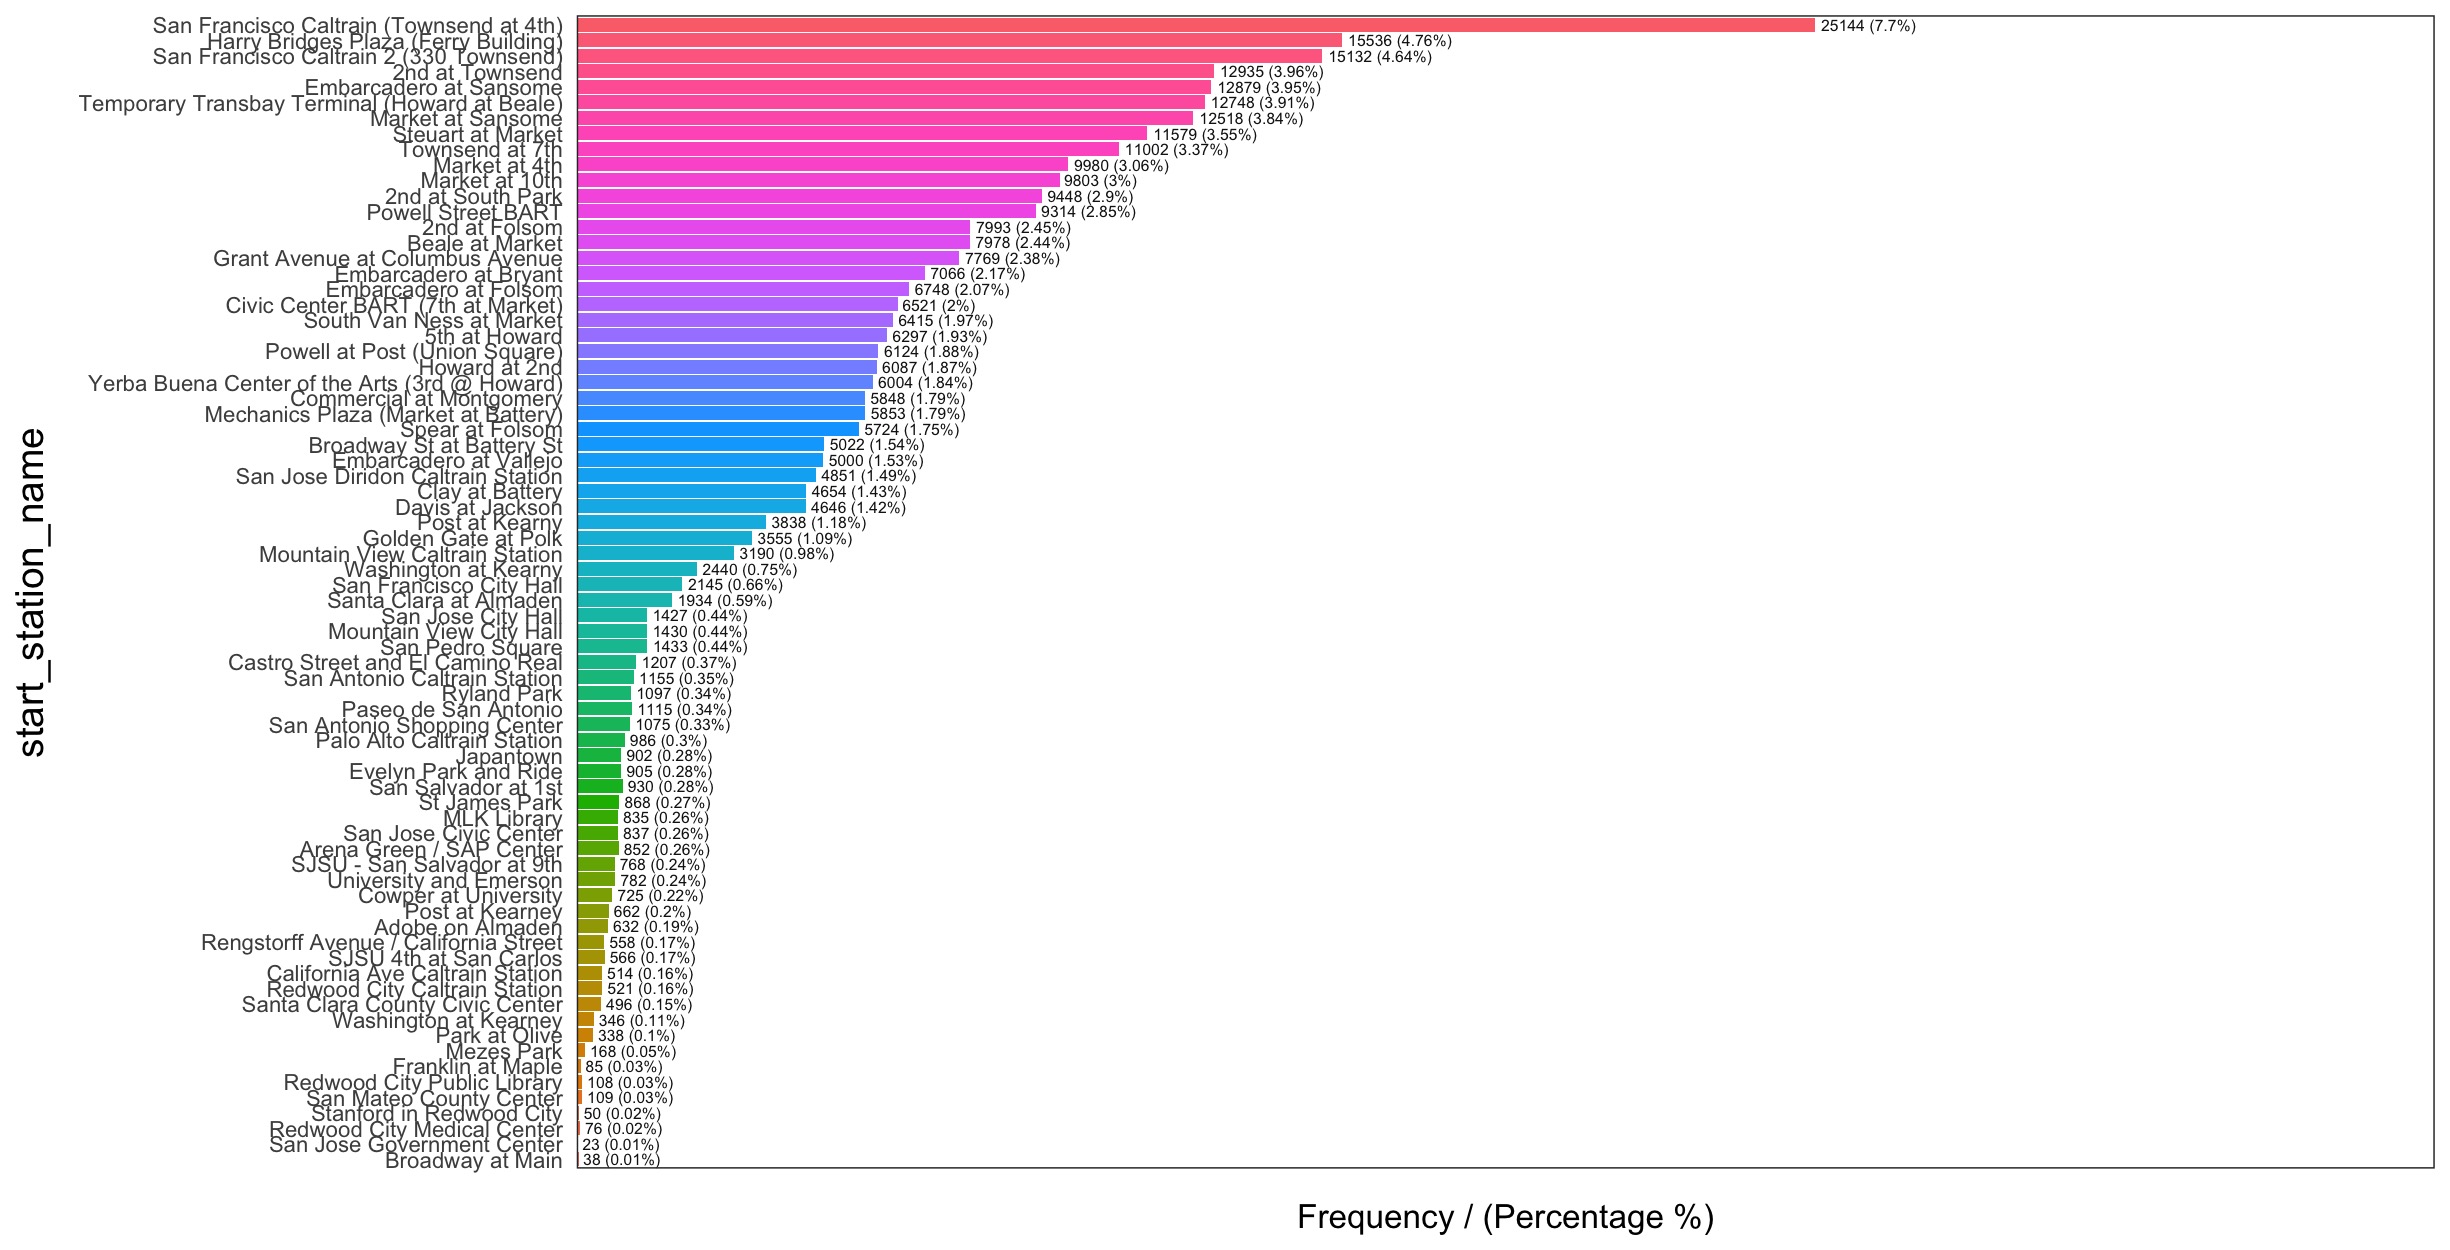 San Francisco Caltrain (Townsend at 4th) 25144 (7.7%)
Harry Bridges Plaza (Ferry Building) 15536 (4.76%)
San Francisco Caltrain 2 (330 Townsend) 15132 (4.64%)
2nd at Townsend 12935 (3.96%)
Embarcadero at Sansome 12879 (3.95%)
Temporary Transbay Terminal (Howard at Beale) 12748 (3.91%)
Market at Sansome 12518 (3.84%)
Steuart at Market 11579 (3.55%)
Townsend at 7th 11002 (3.37%)
Market at 4th 9980 (3.06%)
Market at 10th 9803 (3%)
2nd at South Park 9448 (2.9%)
Powell Street BART 9314 (2.85%)
2nd at Folsom 7993 (2.45%)
Beale at Market 7978 (2.44%)
Grant Avenue at Columbus Avenue 7769 (2.38%)
Embarcadero at Bryant 7066 (2.17%)
Embarcadero at Folsom 6748 (2.07%)
Civic Center BART (7th at Market) 6521 (2%)
South Van Ness at Market 6415 (1.97%)
5th at Howard 6297 (1.93%)
Powell at Post (Union Square) 6124 (1.88%)
Howard at 2nd 6087 (1.87%)
Yerba Buena Center of the Arts (3rd @ Howard) 6004 (1.84%)
Commercial at Montgomery 5848 (1.79%)
Mechanics Plaza (Market at Battery) 5853 (1.79%)
Spear at Folsom 5724 (1.75%)
Broadway St at Battery St 5022 (1.54%)
Embarcadero at Vallejo 5000 (1.53%)
San Jose Diridon Caltrain Station 4851 (1.49%)
Clay at Battery 4654 (1.43%)
Davis at Jackson 4646 (1.42%)
Post at Kearny 3838 (1.18%)
Golden Gate at Polk 3555 (1.09%)
Mountain View Caltrain Station 3190 (0.98%)
Washington at Kearny 2440 (0.75%)
San Francisco City Hall 2145 (0.66%)
Santa Clara at Almaden 1934 (0.59%)
San Jose City Hall 1427 (0.44%)
Mountain View City Hall 1430 (0.44%)
San Pedro Square 1433 (0.44%)
Castro Street and El Camino Real 1207 (0.37%)
San Antonio Caltrain Station 1155 (0.35%)
Ryland Park 1097 (0.34%)
Paseo de San Antonio 1115 (0.34%)
San Antonio Shopping Center 1075 (0.33%)
Palo Alto Caltrain Station 986 (0.3%)
Japantown 902 (0.28%)
Evelyn Park and Ride 905 (0.28%)
San Salvador at 1st 930 (0.28%)
St James Park 868 (0.27%)
MLK Library 835 (0.26%)
San Jose Civic Center 837 (0.26%)
Arena Green / SAP Center 852 (0.26%)
SJSU - San Salvador at 9th 768 (0.24%)
University and Emerson 782 (0.24%)
Cowper at University 725 (0.22%)
Post at Kearney 662 (0.2%)
Adobe on Almaden 632 (0.19%)
Rengstorff Avenue / California Street 558 (0.17%)
SJSU 4th at San Carlos 566 (0.17%)
California Ave Caltrain Station 514 (0.16%)
Redwood City Caltrain Station 521 (0.16%)
Santa Clara County Civic Center 496 (0.15%)
Washington at Kearney 346 (0.11%)
Park at Olive 338 (0.1%)
Mezes Park 168 (0.05%)
Franklin at Maple 85 (0.03%)
Redwood City Public Library 108 (0.03%)
San Mateo County Center 109 (0.03%)
Stanford in Redwood City 50 (0.02%)
Redwood City Medical Center 76 (0.02%)
San Jose Government Center 23 (0.01%)
Broadway at Main 38 (0.01%)
start_station_name
Frequency / (Percentage %)